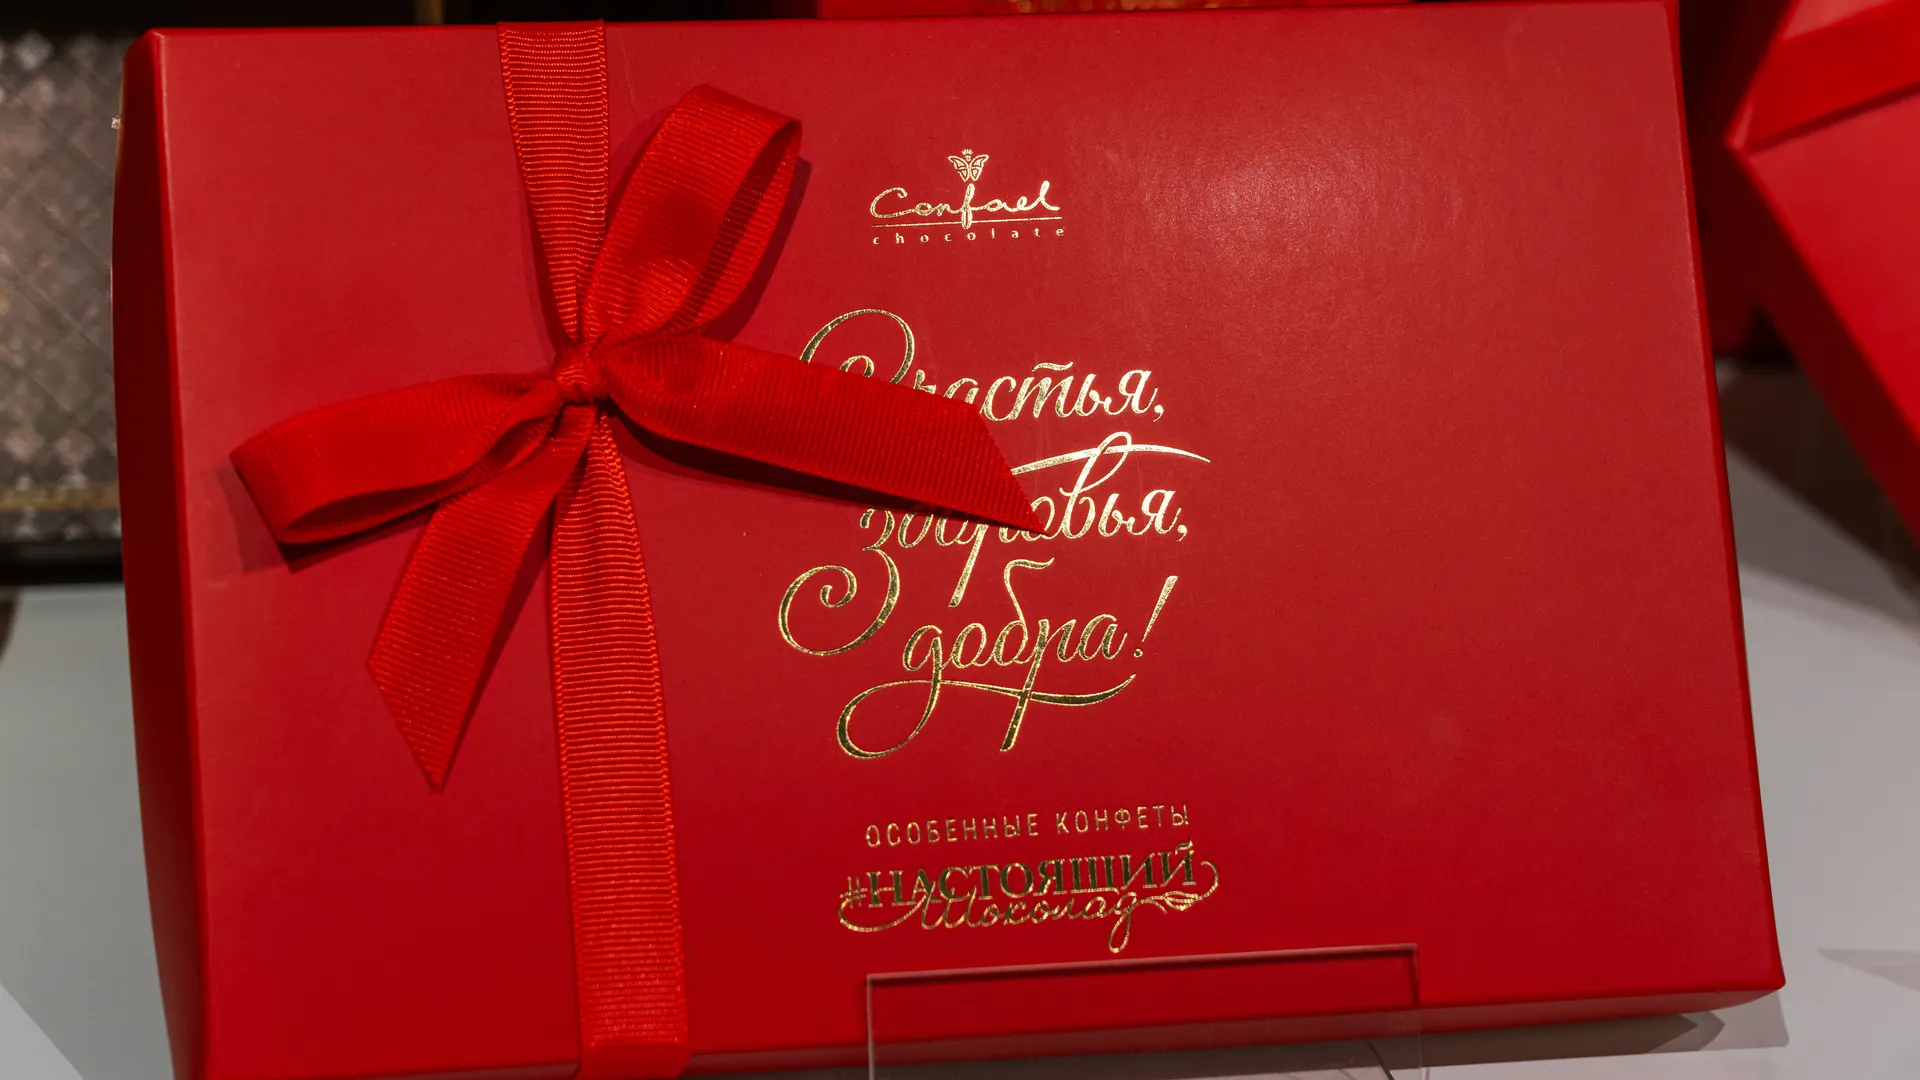 Confael
chocolate
Счастья,
здоровья,
добра!
ОСОБЕННЫЕ КОНФЕТЫ
#НАСТОЯЩИЙ
Шоколад